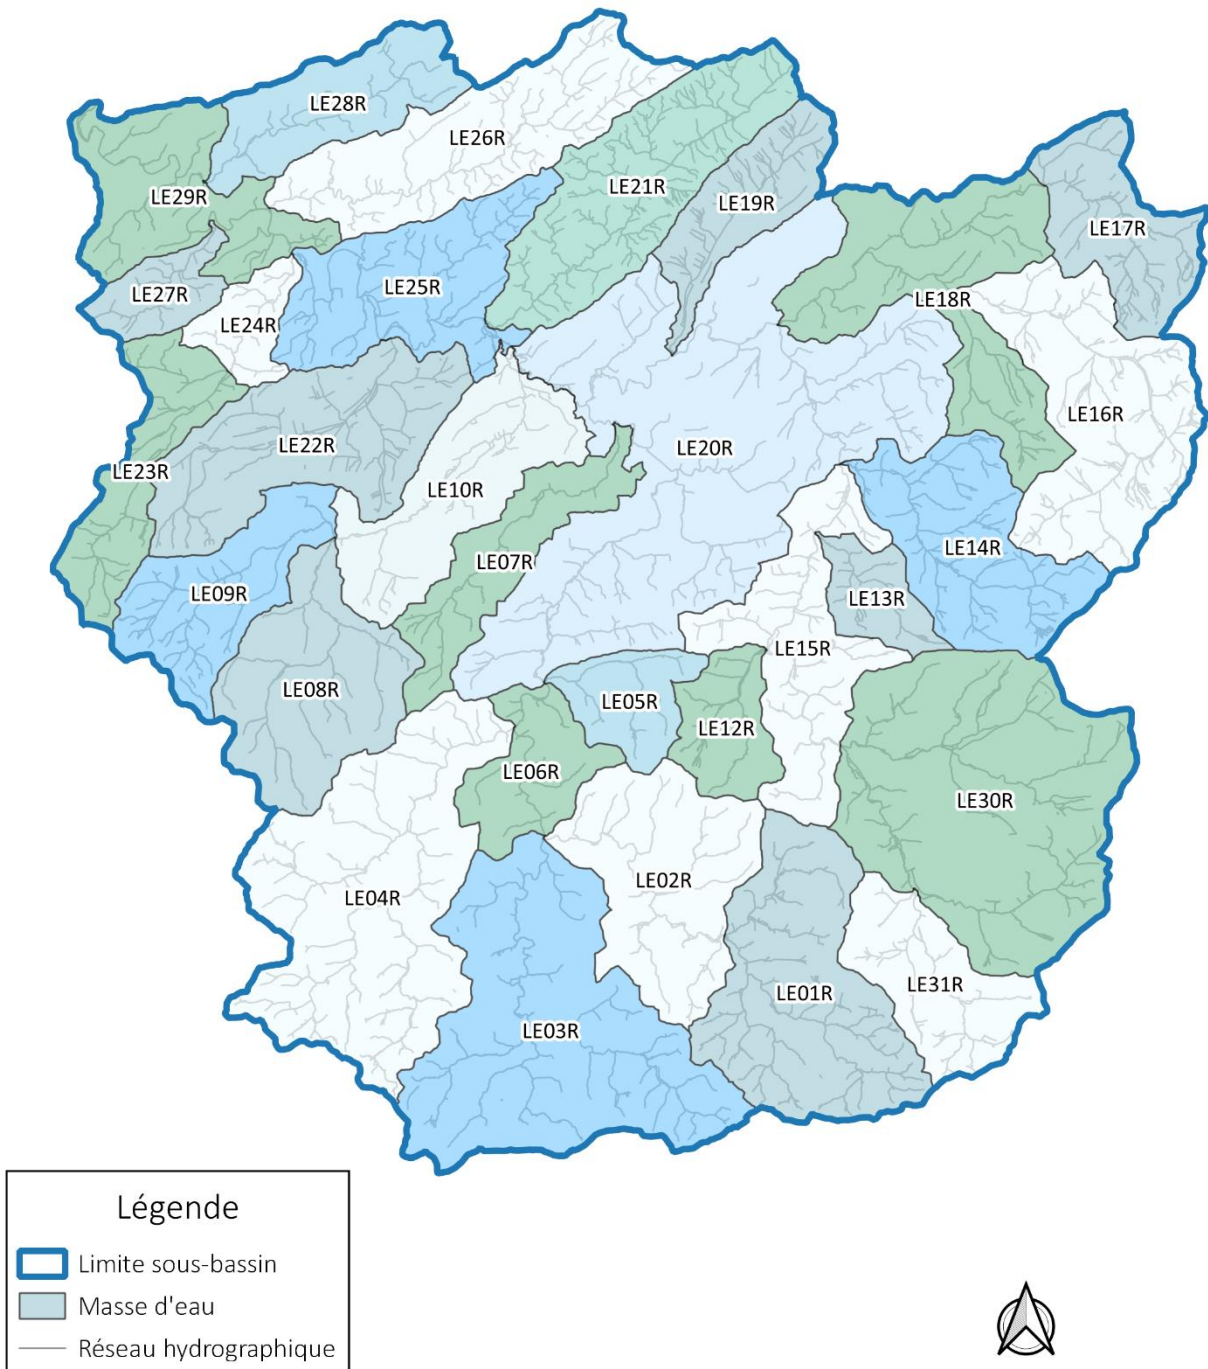 LE28R
LE26R
LE21R
LE29R
LE19R
LE17R
LE25R
LE27R
LE18R
LE24R
LE16R
LE22R
LE20R
LE23R
LE10R
LE14R
LE07R
LE09R
LE13R
LE15R
LE08R
LE05R
LE12R
LE06R
LE30R
LE02R
LE04R
LE31R
LE01R
LE03R
Légende
Limite sous-bassin
Masse d'eau
Réseau hydrographique